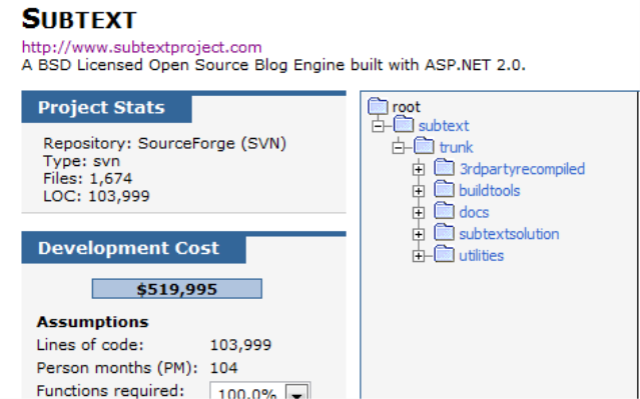 SUBTEXT
http://www.subtextproject.com
A BSD Licensed Open Source Blog Engine built with ASP.NET 2.0.
Project Stats
Repository: SourceForge (SVN)
Type: svn
Files: 1,674
LOC: 103,999
Development Cost
$519,995
Assumptions
Lines of code: 103,999
Person months (PM): 104
Functions required: 100.0%
root
subtext
trunk
3rdpartyrecompiled
buildtools
docs
subtextsolution
utilities